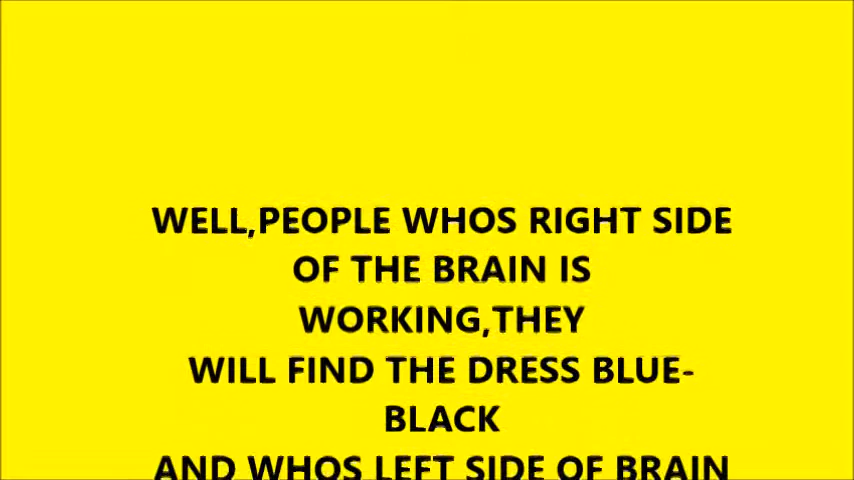 WELL,PEOPLE WHOS RIGHT SIDE
OF THE BRAIN IS
WORKING,THEY
WILL FIND THE DRESS BLUE-
BLACK
AND WHOS LEFT SIDE OF BRAIN